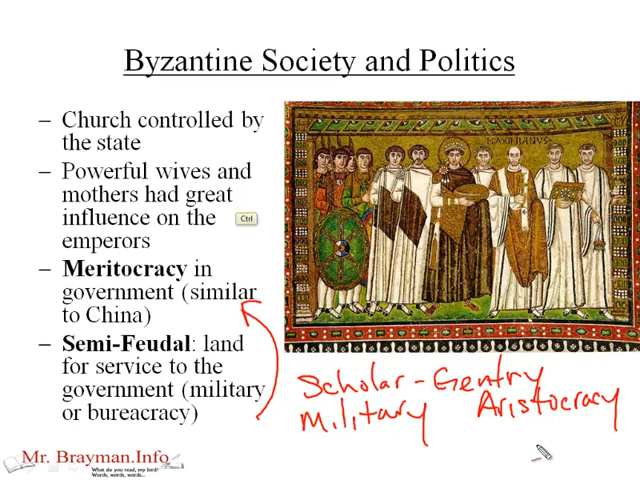 Byzantine Society and Politics
– Church controlled by
the state
– Powerful wives and
mothers had great
influence on the
emperors
Ctrl
– Meritocracy in
government (similar
to China)
– Semi-Feudal: land
for service to the
government (military
or bureacracy)
MAXIMIANVS
Scholar-Gentry
Military Aristocracy
Mr. Brayman.Info
What do you read, my lord?
Words, words, words...